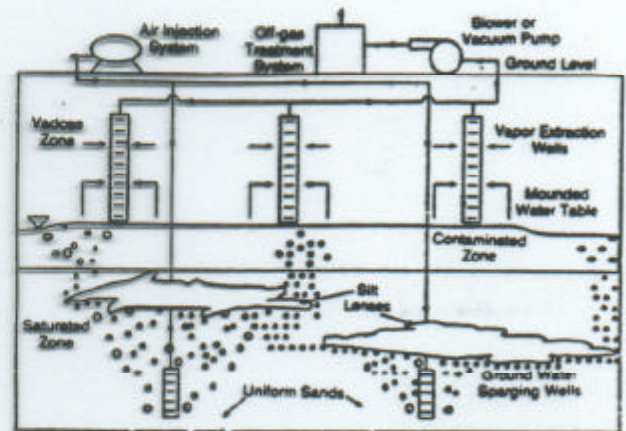 Air Injection
System
Off-gas
Treatment
System
Blower or
Vacuum Pump
Ground Level
Vadose
Zone
Vapor Extraction
Wells
Mounded
Water Table
Contaminated
Zone
Silt
Lenses
Saturated
Zone
Ground Water
Sparging Wells
Uniform Sands